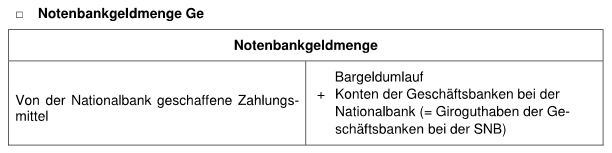 □ Notenbankgeldmenge Ge
Notenbankgeldmenge
Von der Nationalbank geschaffene Zahlungs-
mittel
Bargeldumlauf
+ Konten der Geschäftsbanken bei der
Nationalbank (= Giroguthaben der Ge-
schäftsbanken bei der SNB)